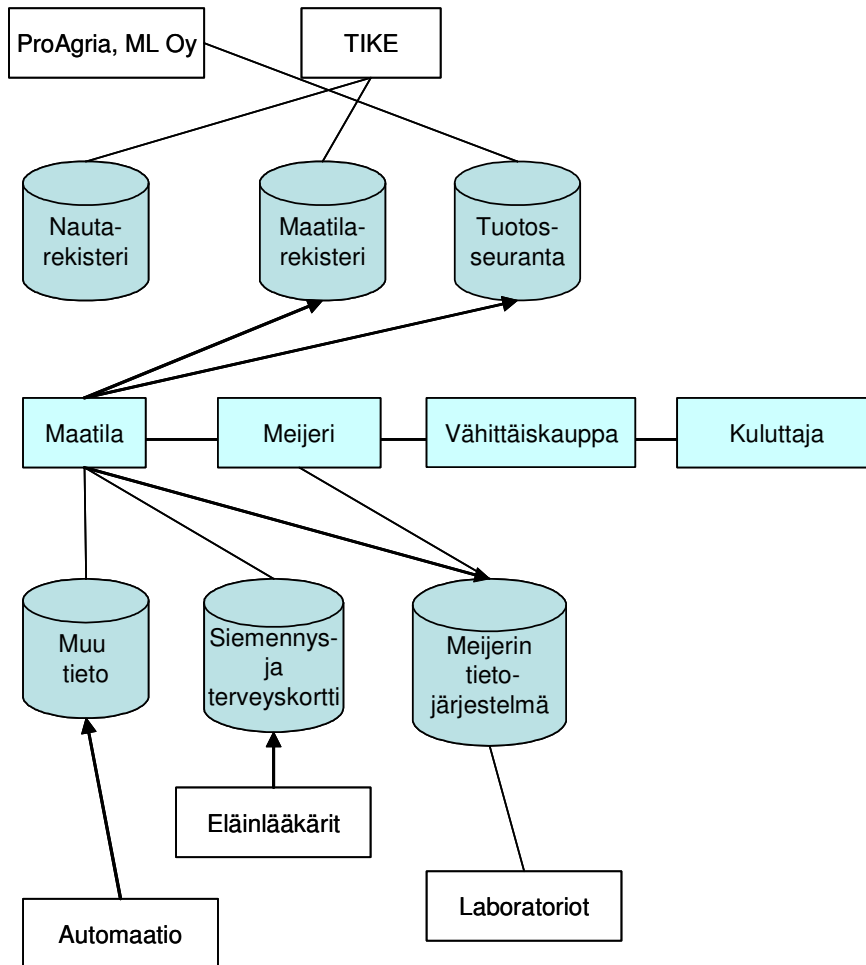 ProAgria, ML Oy
TIKE
Nauta-
rekisteri
Maatila-
rekisteri
Tuotos-
seuranta
Maatila
Meijeri
Vähittäiskauppa
Kuluttaja
Muu
tieto
Siemennys-
ja
terveyskortti
Meijerin
tieto-
järjestelmä
Eläinlääkärit
Laboratoriot
Automaatio